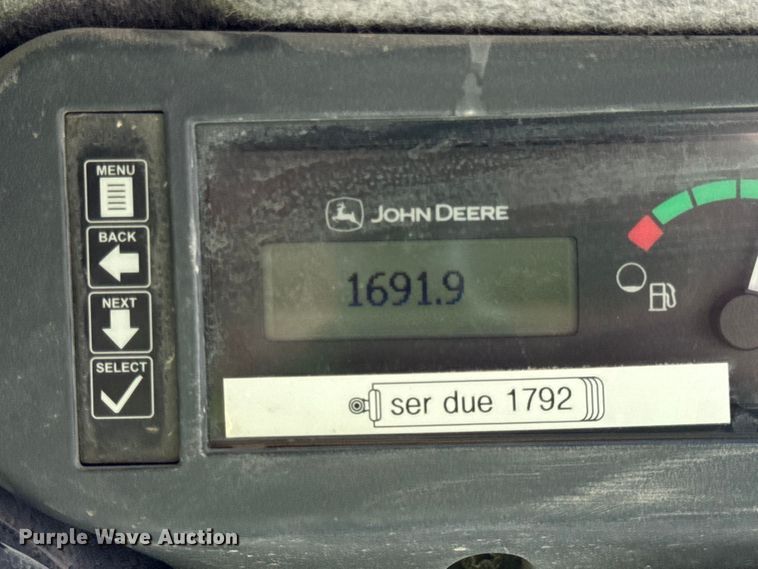 MENU
BACK
NEXT
SELECT
JOHN DEERE
1691.9
ser due 1792
Purple Wave Auction